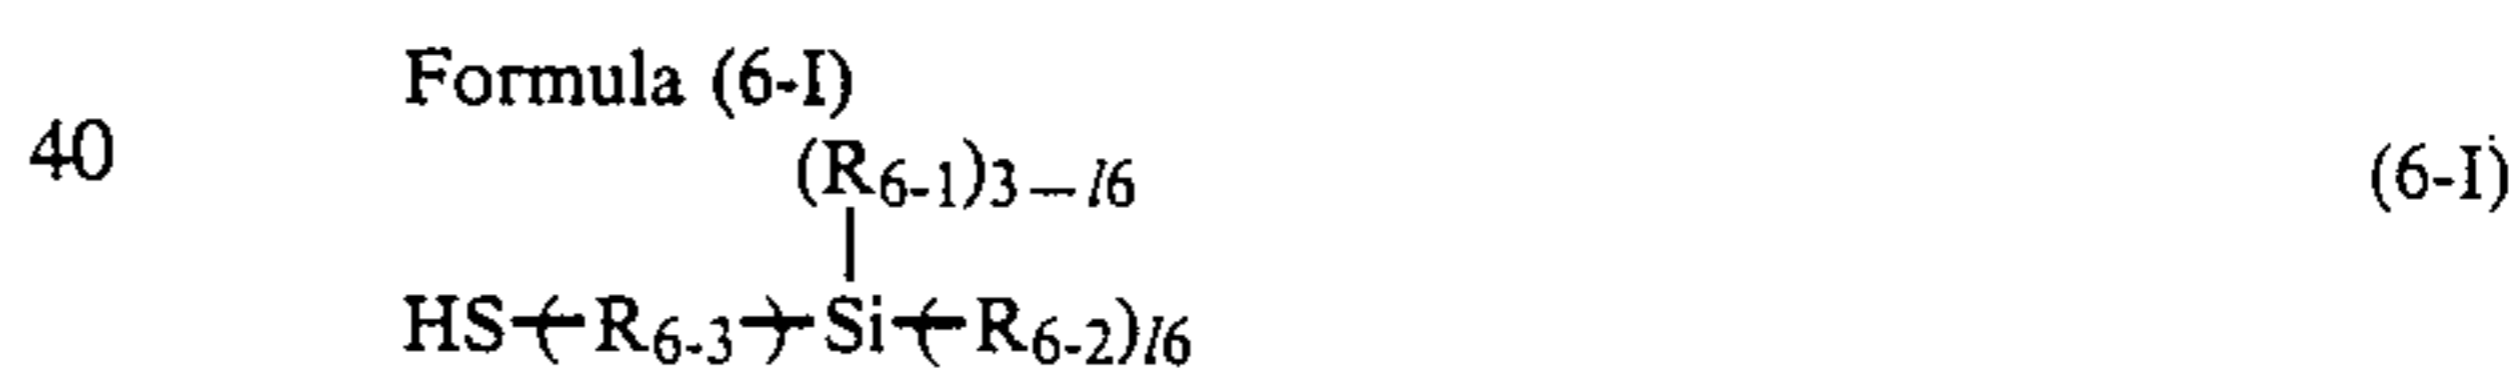 Formula (6-I)
40 (R6-1)3 — l6 (6-I)
HS—(R6-3)—Si—(R6-2)l6